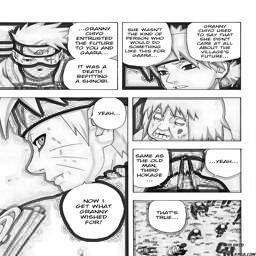 GRANNY
CHIYO USED
TO SAY THAT
SHE DIDN'T
CARE AT ALL
ABOUT THE
VILLAGE'S
FUTURE...
SHE WASN'T
THE KIND OF
PERSON WHO
WOULD DO
SOMETHING
LIKE THIS FOR
GAARA...
...GRANNY
CHIYO
ENTRUSTED
THE FUTURE
TO YOU AND
GAARA...
IT WAS A
DEATH
BEFITTING
A SHINOBI.
...YEAH...
SAME AS
THE OLD
MAN,
THIRD
HOKAGE
...
THAT'S
TRUE...
YEAH...
NOW I
GET WHAT
GRANNY
WISHED
FOR!